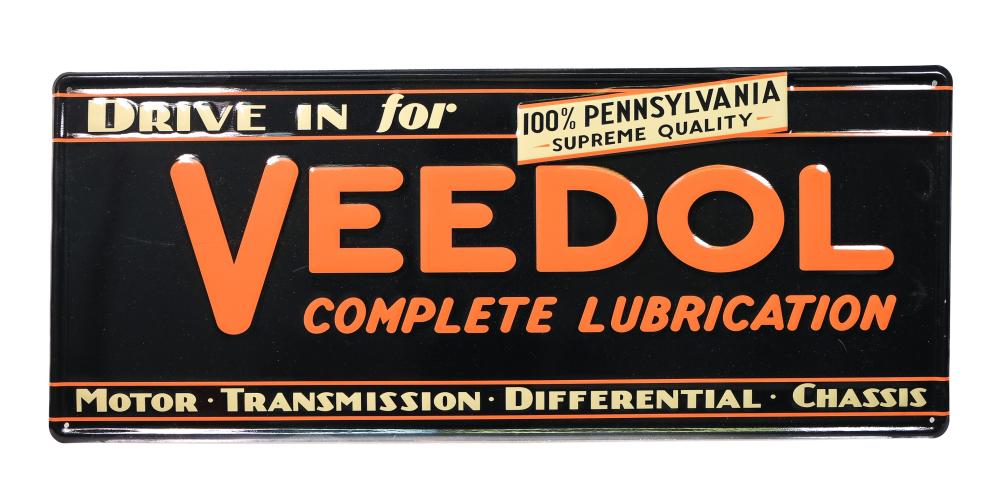 DRIVE IN for
100% PENNSYLVANIA
SUPREME QUALITY
VEEDOL
COMPLETE LUBRICATION
MOTOR · TRANSMISSION · DIFFERENTIAL · CHASSIS